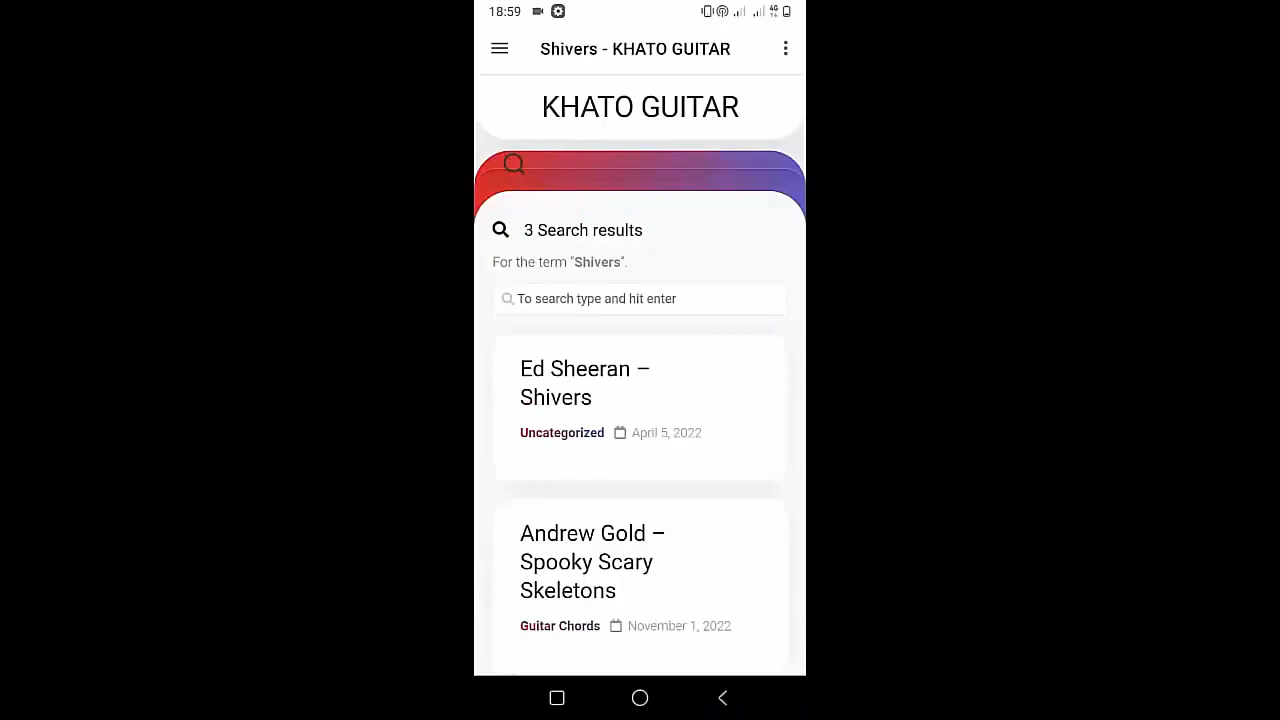 18:59
4G
Shivers - KHATO GUITAR
KHATO GUITAR
3 Search results
For the term "Shivers".
To search type and hit enter
Ed Sheeran –
Shivers
Uncategorized April 5, 2022
Andrew Gold –
Spooky Scary
Skeletons
Guitar Chords November 1, 2022